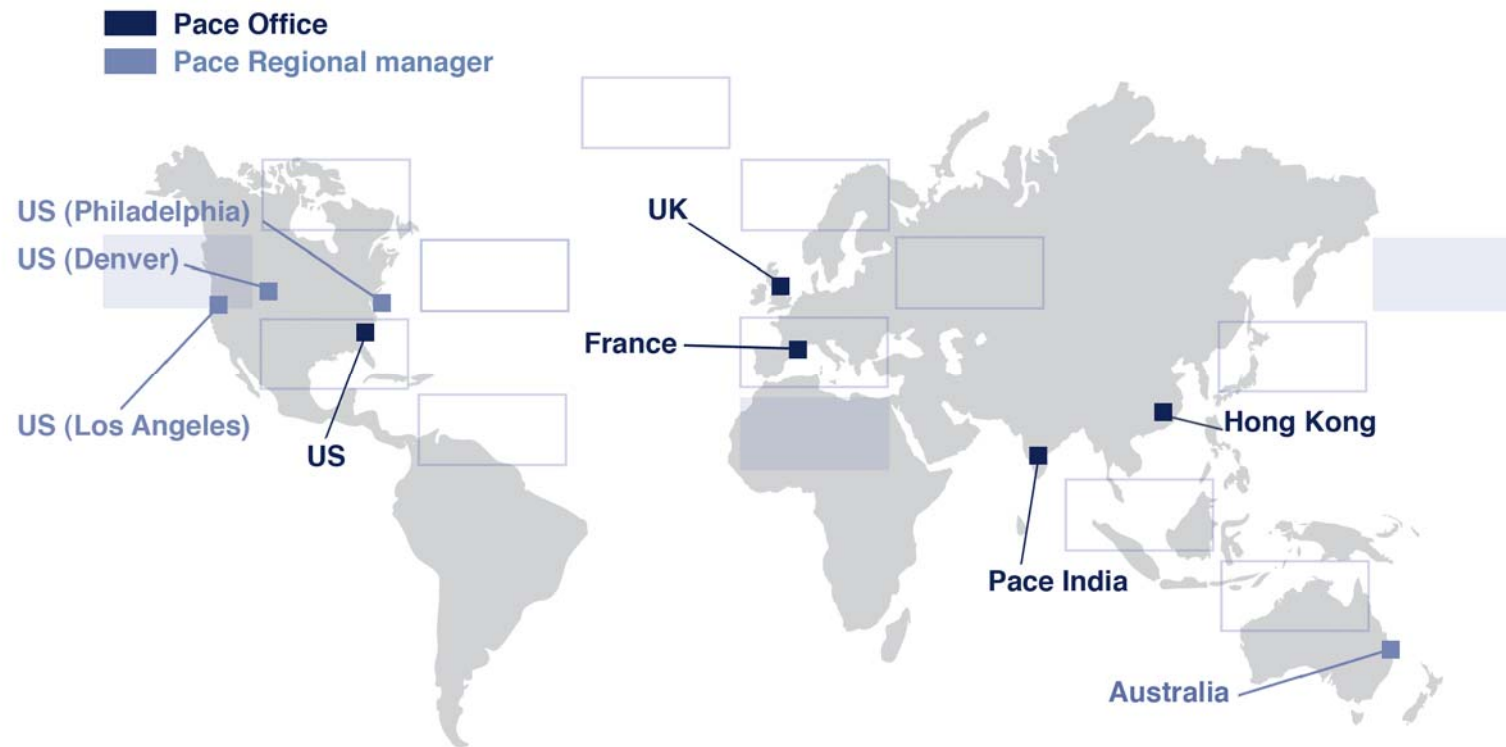 Pace Office
Pace Regional manager
US (Philadelphia)
UK
US (Denver)
France
US (Los Angeles)
Hong Kong
US
Pace India
Australia